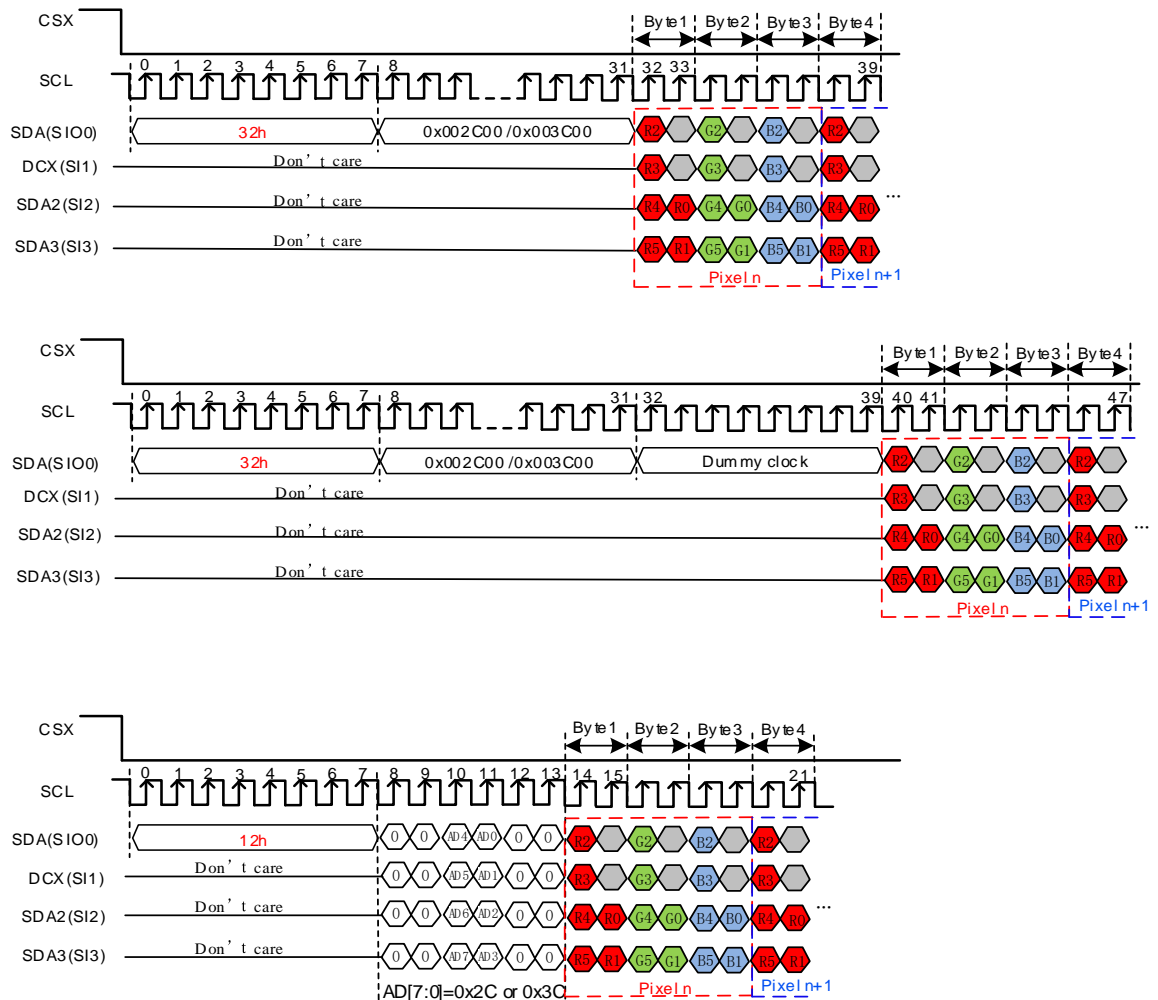 CSX
Byte1 Byte2 Byte3 Byte4
SCL 0 1 2 3 4 5 6 7 8 31 32 33 39
SDA(SIO0) 32h 0x002C00 /0x003C00 R2 G2 B2 R2
DCX(SI1) Don't care R3 G3 B3 R3
SDA2(SI2) Don't care R4 R0 G4 G0 B4 B0 R4 R0 ...
SDA3(SI3) Don't care R5 R1 G5 G1 B5 B1 R5 R1
Pixel n Pixel n+1
CSX
Byte1 Byte2 Byte3 Byte4
SCL 0 1 2 3 4 5 6 7 8 31 32 39 40 41 47
SDA(SIO0) 32h 0x002C00 /0x003C00 Dummy clock R2 G2 B2 R2
DCX(SI1) Don't care R3 G3 B3 R3
SDA2(SI2) Don't care R4 R0 G4 G0 B4 B0 R4 R0 ...
SDA3(SI3) Don't care R5 R1 G5 G1 B5 B1 R5 R1
Pixel n Pixel n+1
CSX
Byte1 Byte2 Byte3 Byte4
SCL 0 1 2 3 4 5 6 7 8 9 10 11 12 13 14 15 21
SDA(SIO0) 12h 0 0 AD4 AD0 0 0 R2 G2 B2 R2
DCX(SI1) Don't care 0 0 AD5 AD1 0 0 R3 G3 B3 R3
SDA2(SI2) Don't care 0 0 AD6 AD2 0 0 R4 R0 G4 G0 B4 B0 R4 R0 ...
SDA3(SI3) Don't care 0 0 AD7 AD3 0 0 R5 R1 G5 G1 B5 B1 R5 R1
AD[7:0]=0x2C or 0x3C Pixel n Pixel n+1